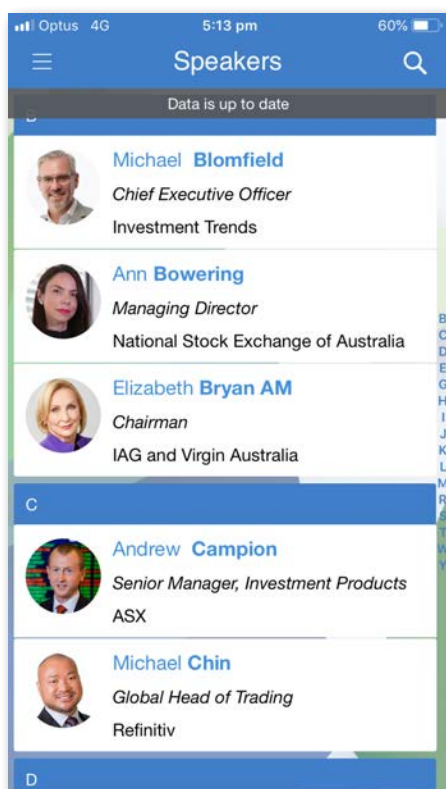 Optus 4G 5:13 pm 60%
Speakers
Data is up to date
B
Michael Blomfield
Chief Executive Officer
Investment Trends
Ann Bowering
Managing Director
National Stock Exchange of Australia
Elizabeth Bryan AM
Chairman
IAG and Virgin Australia
C
Andrew Campion
Senior Manager, Investment Products
ASX
Michael Chin
Global Head of Trading
Refinitiv
D
B
C
D
E
G
H
I
J
K
L
M
R
S
T
W
Y